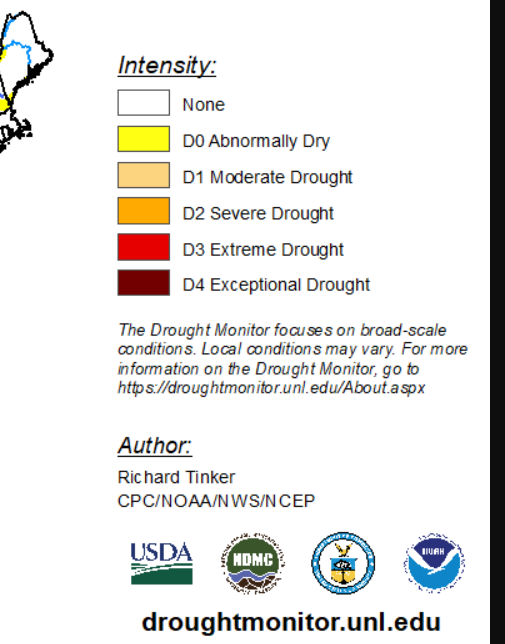 Intensity:
None
D0 Abnormally Dry
D1 Moderate Drought
D2 Severe Drought
D3 Extreme Drought
D4 Exceptional Drought
The Drought Monitor focuses on broad-scale
conditions. Local conditions may vary. For more
information on the Drought Monitor, go to
https://droughtmonitor.unl.edu/About.aspx
Author:
Richard Tinker
CPC/NOAA/NWS/NCEP
USDA
NDMC
NOAA
droughtmonitor.unl.edu